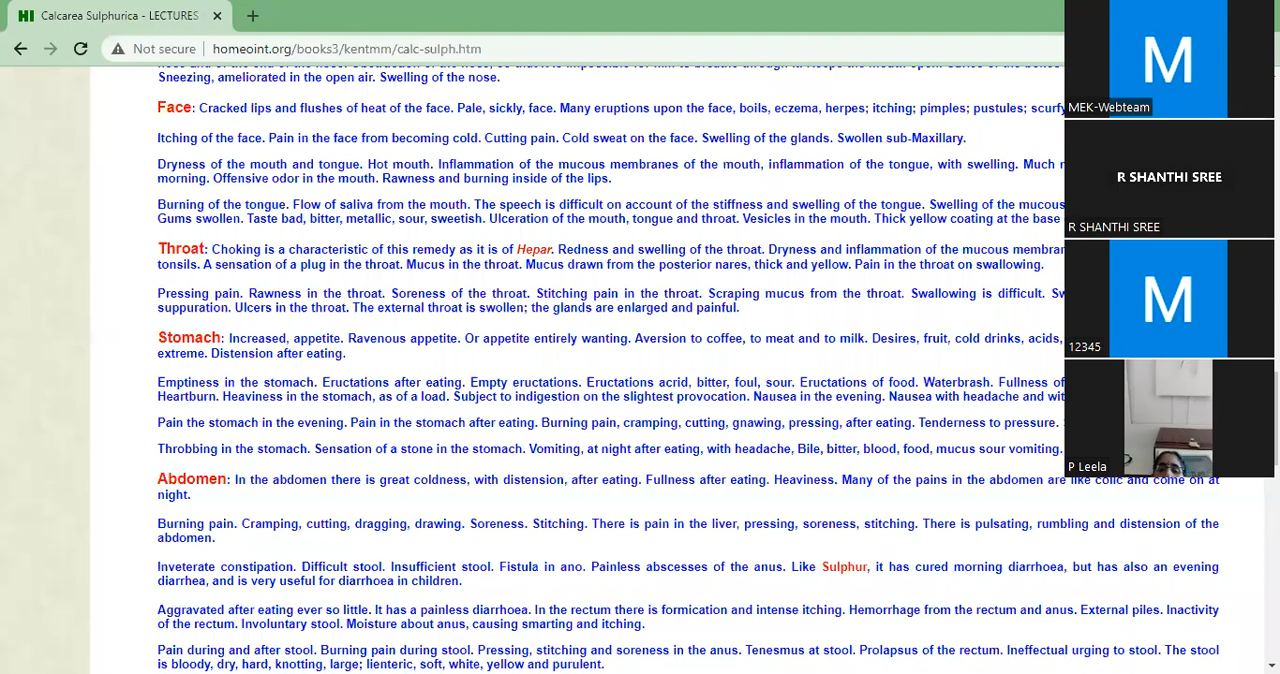 Calcarea Sulphurica - LECTURES
Not secure
homeoint.org/books3/kentmm/calc-sulph.htm
Sneezing, ameliorated in the open air. Swelling of the nose.
Face: Cracked lips and flushes of heat of the face. Pale, sickly, face. Many eruptions upon the face, boils, eczema, herpes; itching; pimples; pustules; scurfy
Itching of the face. Pain in the face from becoming cold. Cutting pain. Cold sweat on the face. Swelling of the glands. Swollen sub-Maxillary.
Dryness of the mouth and tongue. Hot mouth. Inflammation of the mucous membranes of the mouth, inflammation of the tongue, with swelling. Much
morning. Offensive odor in the mouth. Rawness and burning inside of the lips.
Burning of the tongue. Flow of saliva from the mouth. The speech is difficult on account of the stiffness and swelling of the tongue. Swelling of the mucous
Gums swollen. Taste bad, bitter, metallic, sour, sweetish. Ulceration of the mouth, tongue and throat. Vesicles in the mouth. Thick yellow coating at the base
Throat: Choking is a characteristic of this remedy as it is of Hepar. Redness and swelling of the throat. Dryness and inflammation of the mucous
tonsils. A sensation of a plug in the throat. Mucus in the throat. Mucus drawn from the posterior nares, thick and yellow. Pain in the throat on swallowing.
Pressing pain. Rawness in the throat. Soreness of the throat. Stitching pain in the throat. Scraping mucus from the throat. Swallowing is difficult.
suppuration. Ulcers in the throat. The external throat is swollen; the glands are enlarged and painful.
Stomach: Increased, appetite. Ravenous appetite. Or appetite entirely wanting. Aversion to coffee, to meat and to milk. Desires, fruit, cold drinks, acids,
extreme. Distension after eating.
Emptiness in the stomach. Eructations after eating. Empty eructations. Eructations acrid, bitter, foul, sour. Eructations of food. Waterbrash. Fullness of
Heartburn. Heaviness in the stomach, as of a load. Subject to indigestion on the slightest provocation. Nausea in the evening. Nausea with headache and
Pain the stomach in the evening. Pain in the stomach after eating. Burning pain, cramping, cutting, gnawing, pressing, after eating. Tenderness to pressure.
Throbbing in the stomach. Sensation of a stone in the stomach. Vomiting, at night after eating, with headache, Bile, bitter, blood, food, mucus sour vomiting.
Abdomen: In the abdomen there is great coldness, with distension, after eating. Fullness after eating. Heaviness. Many of the pains in the abdomen are like colic and come on at
night.
Burning pain. Cramping, cutting, dragging, drawing. Soreness. Stitching. There is pain in the liver, pressing, soreness, stitching. There is pulsating, rumbling and distension of the
abdomen.
Inveterate constipation. Difficult stool. Insufficient stool. Fistula in ano. Painless abscesses of the anus. Like Sulphur, it has cured morning diarrhoea, but has also an evening
diarrhea, and is very useful for diarrhoea in children.
Aggravated after eating ever so little. It has a painless diarrhoea. In the rectum there is formication and intense itching. Hemorrhage from the rectum and anus. External piles. Inactivity
of the rectum. Involuntary stool. Moisture about anus, causing smarting and itching.
Pain during and after stool. Burning pain during stool. Pressing, stitching and soreness in the anus. Tenesmus at stool. Prolapsus of the rectum. Ineffectual urging to stool. The stool
is bloody, dry, hard, knotting, large; lienteric, soft, white, yellow and purulent.
M
MEK-Webteam
R SHANTHI SREE
R SHANTHI SREE
M
12345
P Leela